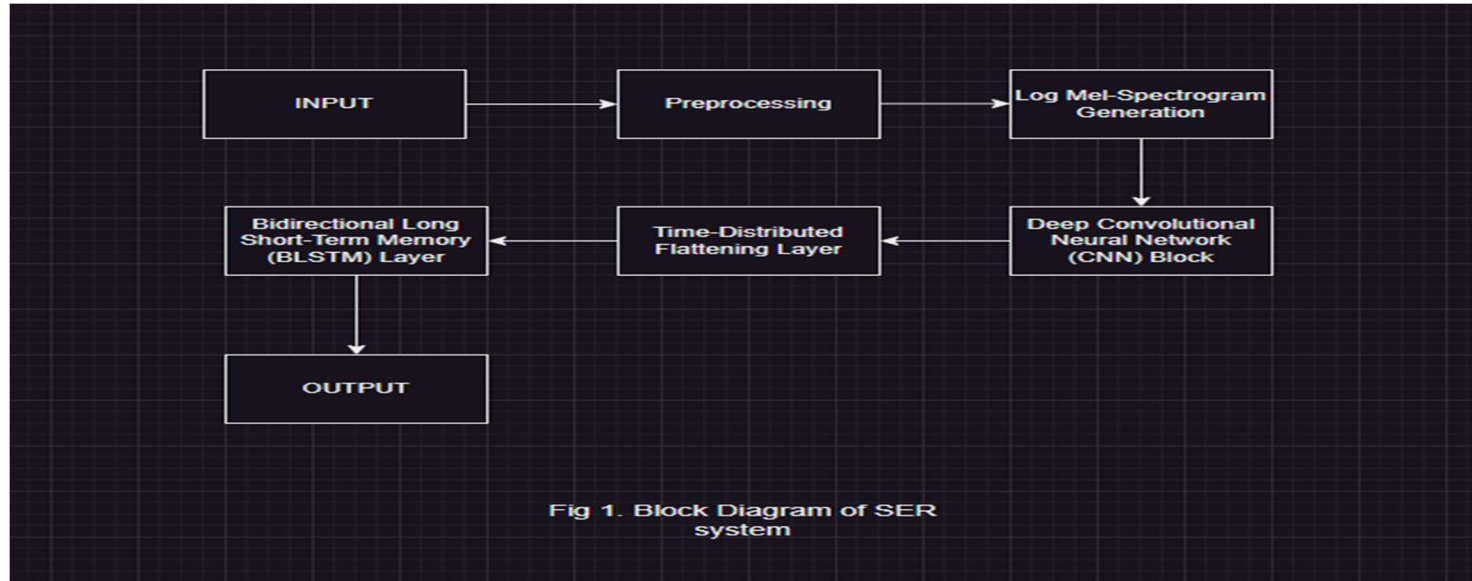 INPUT
Preprocessing
Log Mel-Spectrogram
Generation
Deep Convolutional
Neural Network
(CNN) Block
Time-Distributed
Flattening Layer
Bidirectional Long
Short-Term Memory
(BLSTM) Layer
OUTPUT
Fig 1. Block Diagram of SER
system